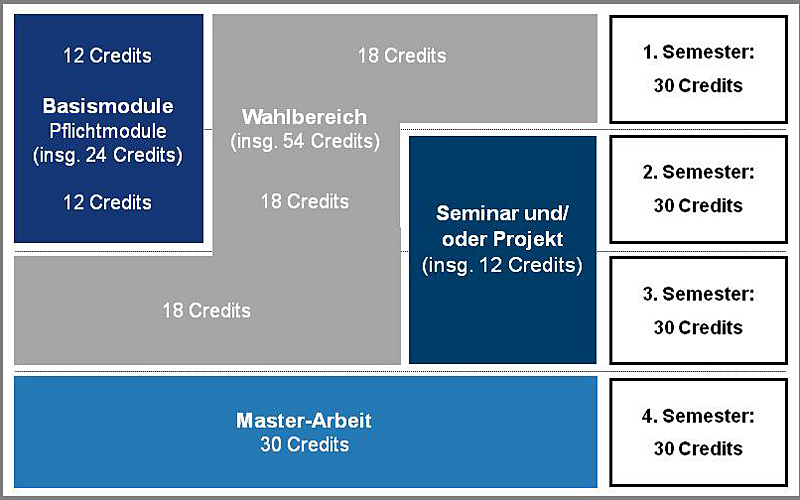 12 Credits
Basismodule
Pflichtmodule
(insg. 24 Credits)
12 Credits
18 Credits
Wahlbereich
(insg. 54 Credits)
18 Credits
18 Credits
Seminar und/
oder Projekt
(insg. 12 Credits)
Master-Arbeit
30 Credits
1. Semester:
30 Credits
2. Semester:
30 Credits
3. Semester:
30 Credits
4. Semester:
30 Credits